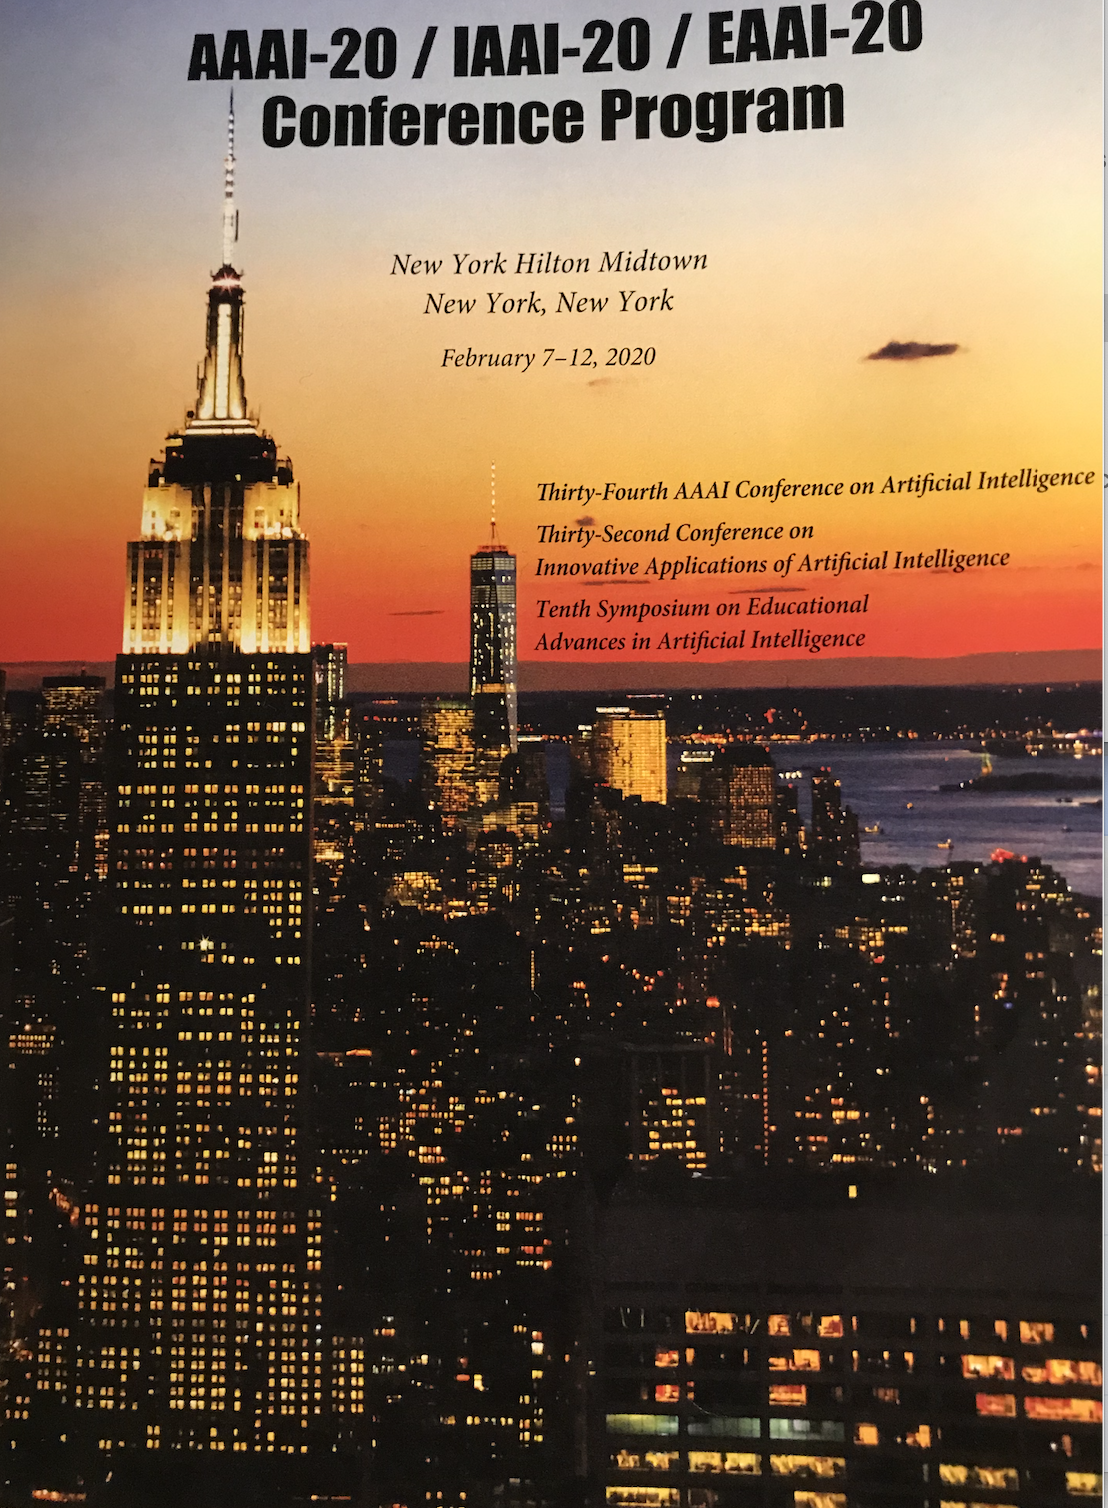 AAAI-20 / IAAI-20 / EAAI-20
Conference Program
New York Hilton Midtown
New York, New York
February 7–12, 2020
Thirty-Fourth AAAI Conference on Artificial Intelligence
Thirty-Second Conference on
Innovative Applications of Artificial Intelligence
Tenth Symposium on Educational
Advances in Artificial Intelligence